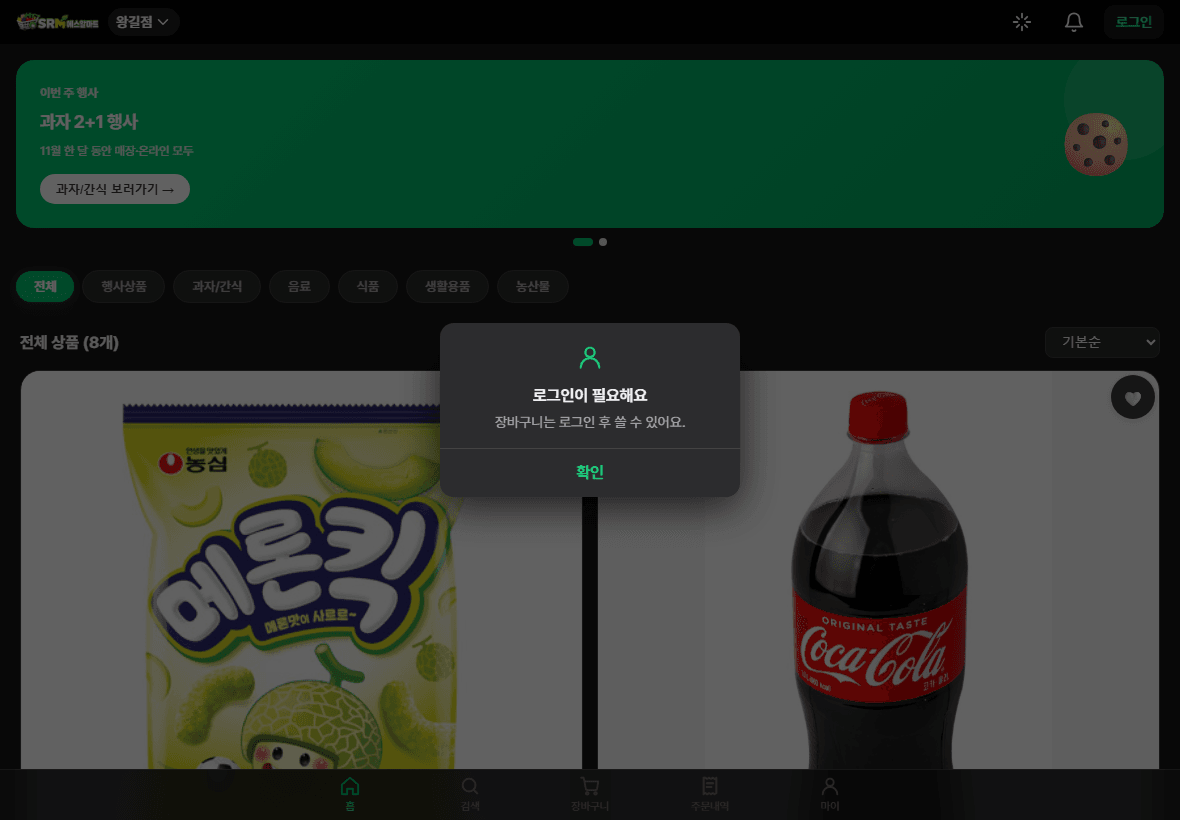 SRM에스알마트
왕길점
로그인
이번 주 행사
과자 2+1 행사
11월 한 달 동안 매장·온라인 모두
과자/간식 보러가기 →
전체
행사상품
과자/간식
음료
식품
생활용품
농산물
전체 상품 (8개)
기본순
로그인이 필요해요
장바구니는 로그인 후 쓸 수 있어요.
확인
농심
메론킥
메롱맛이 사르르~
ORIGINAL TASTE
Coca-Cola
홈
검색
장바구니
주문내역
마이